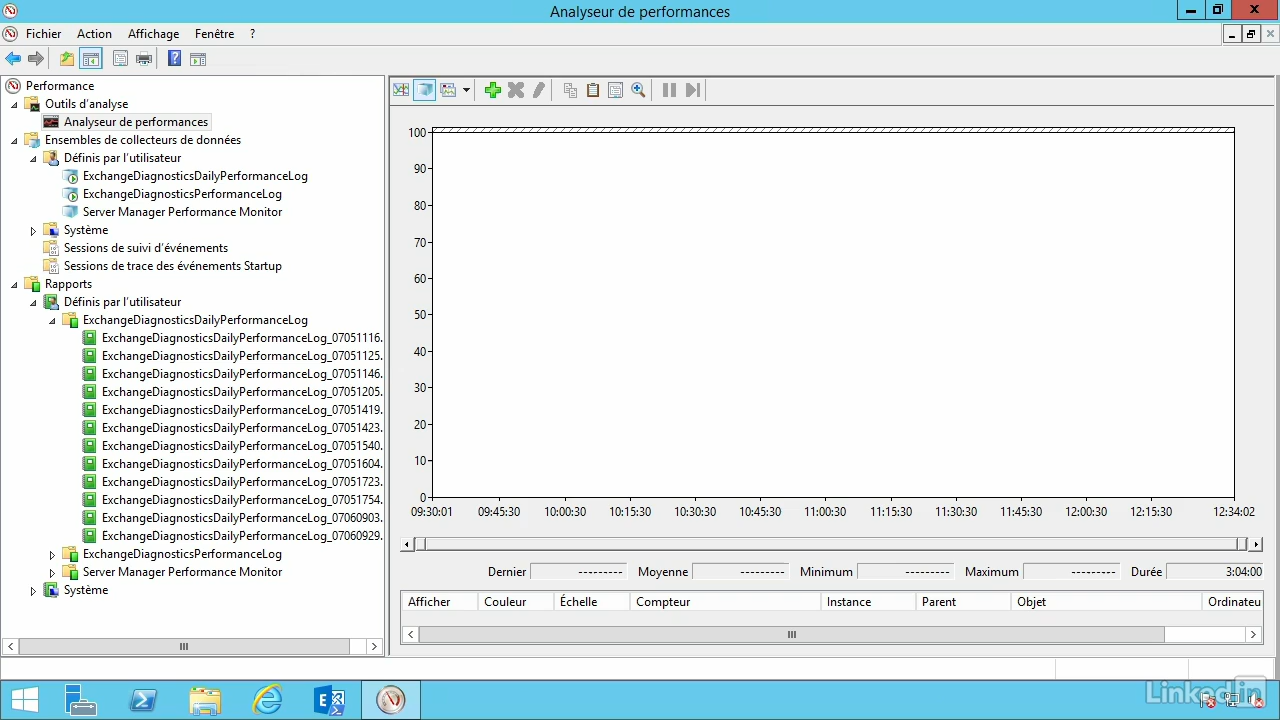 Analyseur de performances
Fichier Action Affichage Fenêtre ?
Performance
Outils d'analyse
Analyseur de performances
Ensembles de collecteurs de données
Définis par l'utilisateur
ExchangeDiagnosticsDailyPerformanceLog
ExchangeDiagnosticsPerformanceLog
Server Manager Performance Monitor
Système
Sessions de suivi d'événements
Sessions de trace des événements Startup
Rapports
Définis par l'utilisateur
ExchangeDiagnosticsDailyPerformanceLog
ExchangeDiagnosticsDailyPerformanceLog_07051116.
ExchangeDiagnosticsDailyPerformanceLog_07051125.
ExchangeDiagnosticsDailyPerformanceLog_07051146.
ExchangeDiagnosticsDailyPerformanceLog_07051205.
ExchangeDiagnosticsDailyPerformanceLog_07051419.
ExchangeDiagnosticsDailyPerformanceLog_07051423.
ExchangeDiagnosticsDailyPerformanceLog_07051540.
ExchangeDiagnosticsDailyPerformanceLog_07051604.
ExchangeDiagnosticsDailyPerformanceLog_07051723.
ExchangeDiagnosticsDailyPerformanceLog_07051754.
ExchangeDiagnosticsDailyPerformanceLog_07060903.
ExchangeDiagnosticsDailyPerformanceLog_07060929.
ExchangeDiagnosticsPerformanceLog
Server Manager Performance Monitor
Système
100
90
80
70
60
50
40
30
20
10
0
09:30:01 09:45:30 10:00:30 10:15:30 10:30:30 10:45:30 11:00:30 11:15:30 11:30:30 11:45:30 12:00:30 12:15:30 12:34:02
Dernier --------- Moyenne --------- Minimum --------- Maximum --------- Durée 3:04:00
Afficher Couleur Échelle Compteur Instance Parent Objet Ordinateu
LinkedIn